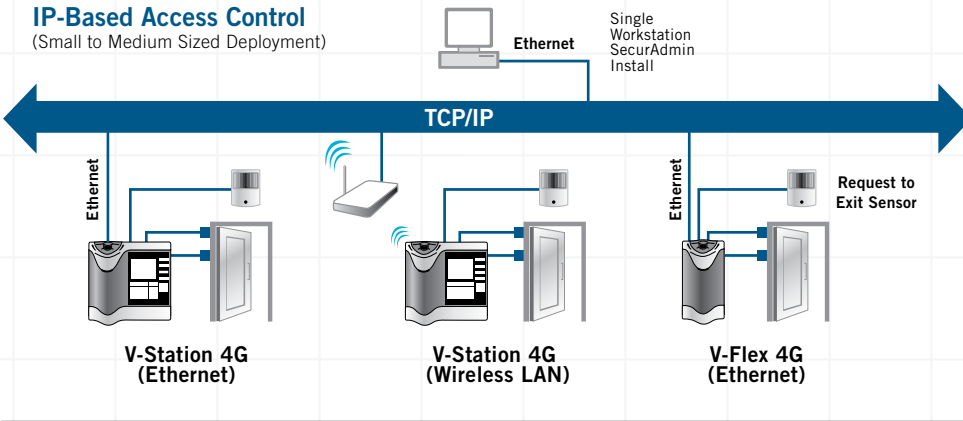 IP-Based Access Control
(Small to Medium Sized Deployment)
Ethernet
Single
Workstation
SecurAdmin
Install
TCP/IP
Ethernet
Ethernet
Request to
Exit Sensor
V-Station 4G
(Ethernet)
V-Station 4G
(Wireless LAN)
V-Flex 4G
(Ethernet)